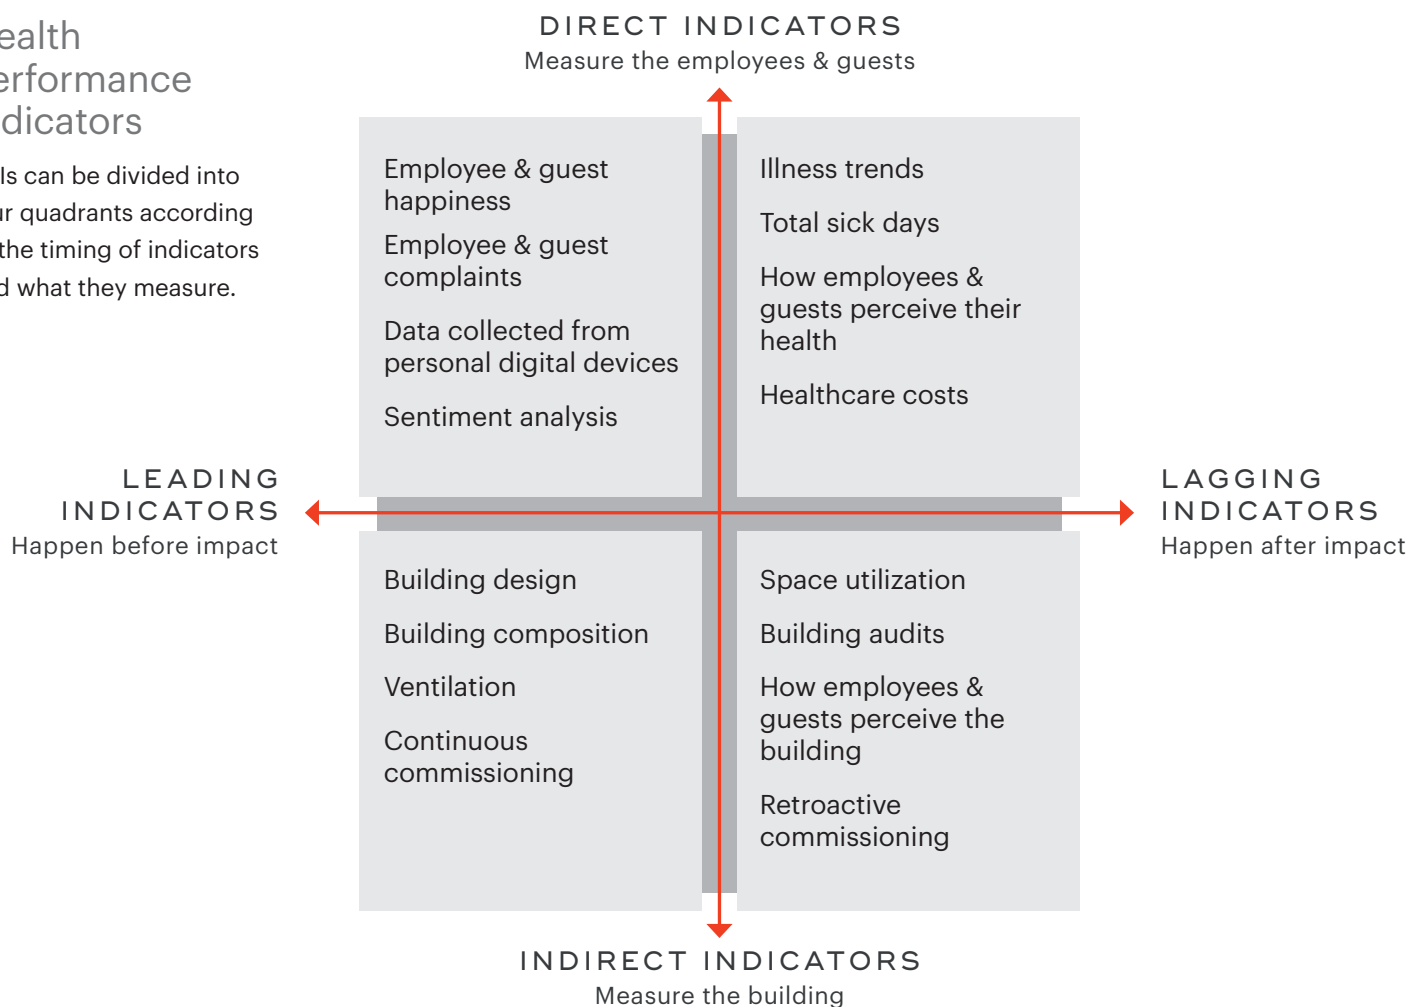 ealth
erformance
dicators
Is can be divided into
ur quadrants according
the timing of indicators
d what they measure.
DIRECT INDICATORS
Measure the employees & guests
Employee & guest
happiness
Employee & guest
complaints
Data collected from
personal digital devices
Sentiment analysis
Illness trends
Total sick days
How employees &
guests perceive their
health
Healthcare costs
LEADING
INDICATORS
Happen before impact
LAGGING
INDICATORS
Happen after impact
Building design
Building composition
Ventilation
Continuous
commissioning
Space utilization
Building audits
How employees &
guests perceive the
building
Retroactive
commissioning
INDIRECT INDICATORS
Measure the building